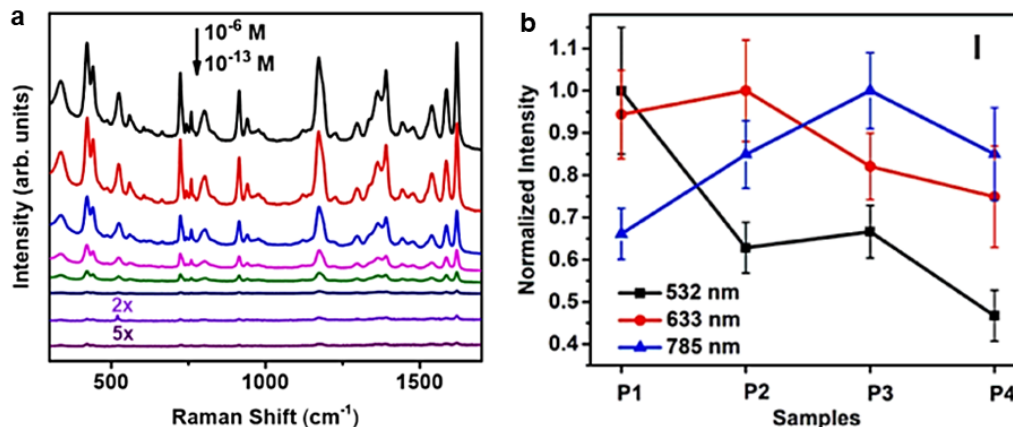 a
10⁻⁶ M
10⁻¹³ M
2x
5x
Intensity (arb. units)
500
1000
1500
Raman Shift (cm⁻¹)
b
I
1.0
0.9
0.8
0.7
0.6
0.5
0.4
Normalized Intensity
532 nm
633 nm
785 nm
P1
P2
P3
P4
Samples